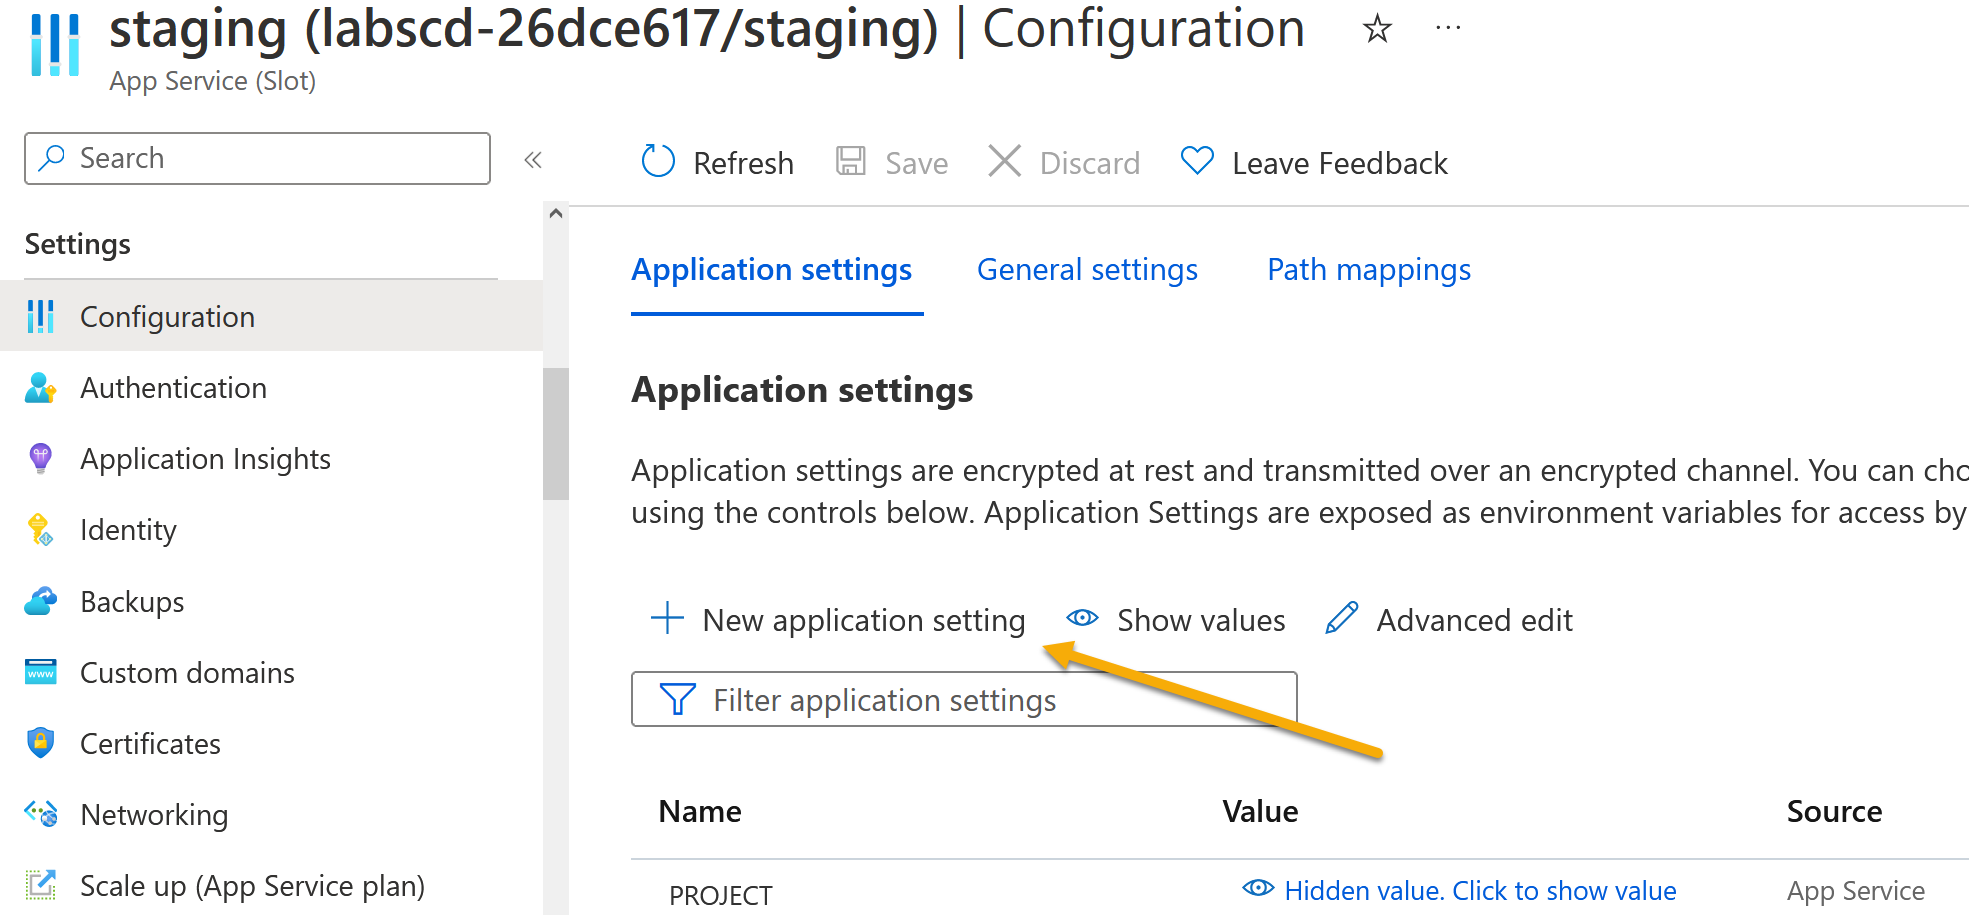 staging (labscd-26dce617/staging) | Configuration
App Service (Slot)
Search
Refresh
Save
Discard
Leave Feedback
Settings
Configuration
Authentication
Application Insights
Identity
Backups
Custom domains
www
Certificates
Networking
Scale up (App Service plan)
Application settings
General settings
Path mappings
Application settings
Application settings are encrypted at rest and transmitted over an encrypted channel. You can cho
using the controls below. Application Settings are exposed as environment variables for access by
New application setting
Show values
Advanced edit
Filter application settings
Name Value Source
PROJECT Hidden value. Click to show value App Service